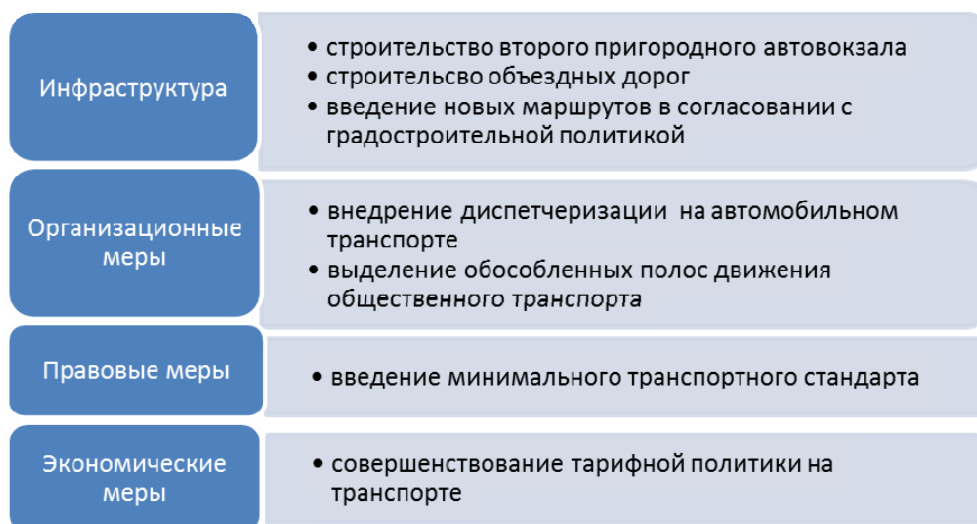 Инфраструктура
• строительство второго пригородного автовокзала
• строительсво объездных дорог
• введение новых маршрутов в согласовании с
градостроительной политикой
Организационные
меры
• внедрение диспетчеризации на автомобильном
транспорте
• выделение обособленных полос движения
общественного транспорта
Правовые меры
• введение минимального транспортного стандарта
Экономические
меры
• совершенствование тарифной политики на
транспорте